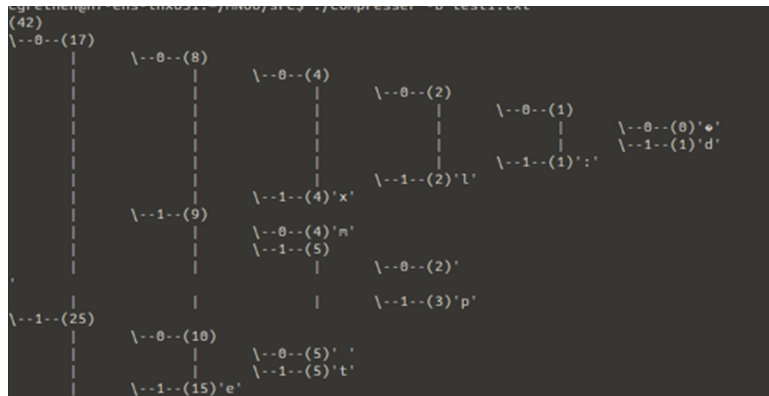 (42)
\--0--(17)
|          \--0--(8)
|          |          \--0--(4)
|          |          |          \--0--(2)
|          |          |          |          \--0--(1)
|          |          |          |          |          \--0--(0)'�'
|          |          |          |          |          \--1--(1)'d'
|          |          |          |          \--1--(1)':'
|          |          |          \--1--(2)'l'
|          |          \--1--(4)'x'
|          \--1--(9)
|          |          \--0--(4)'m'
|          |          \--1--(5)
|          |          |          \--0--(2)'
'
|          |          |          \--1--(3)'p'
\--1--(25)
|          \--0--(10)
|          |          \--0--(5)' '
|          |          \--1--(5)'t'
|          \--1--(15)'e'